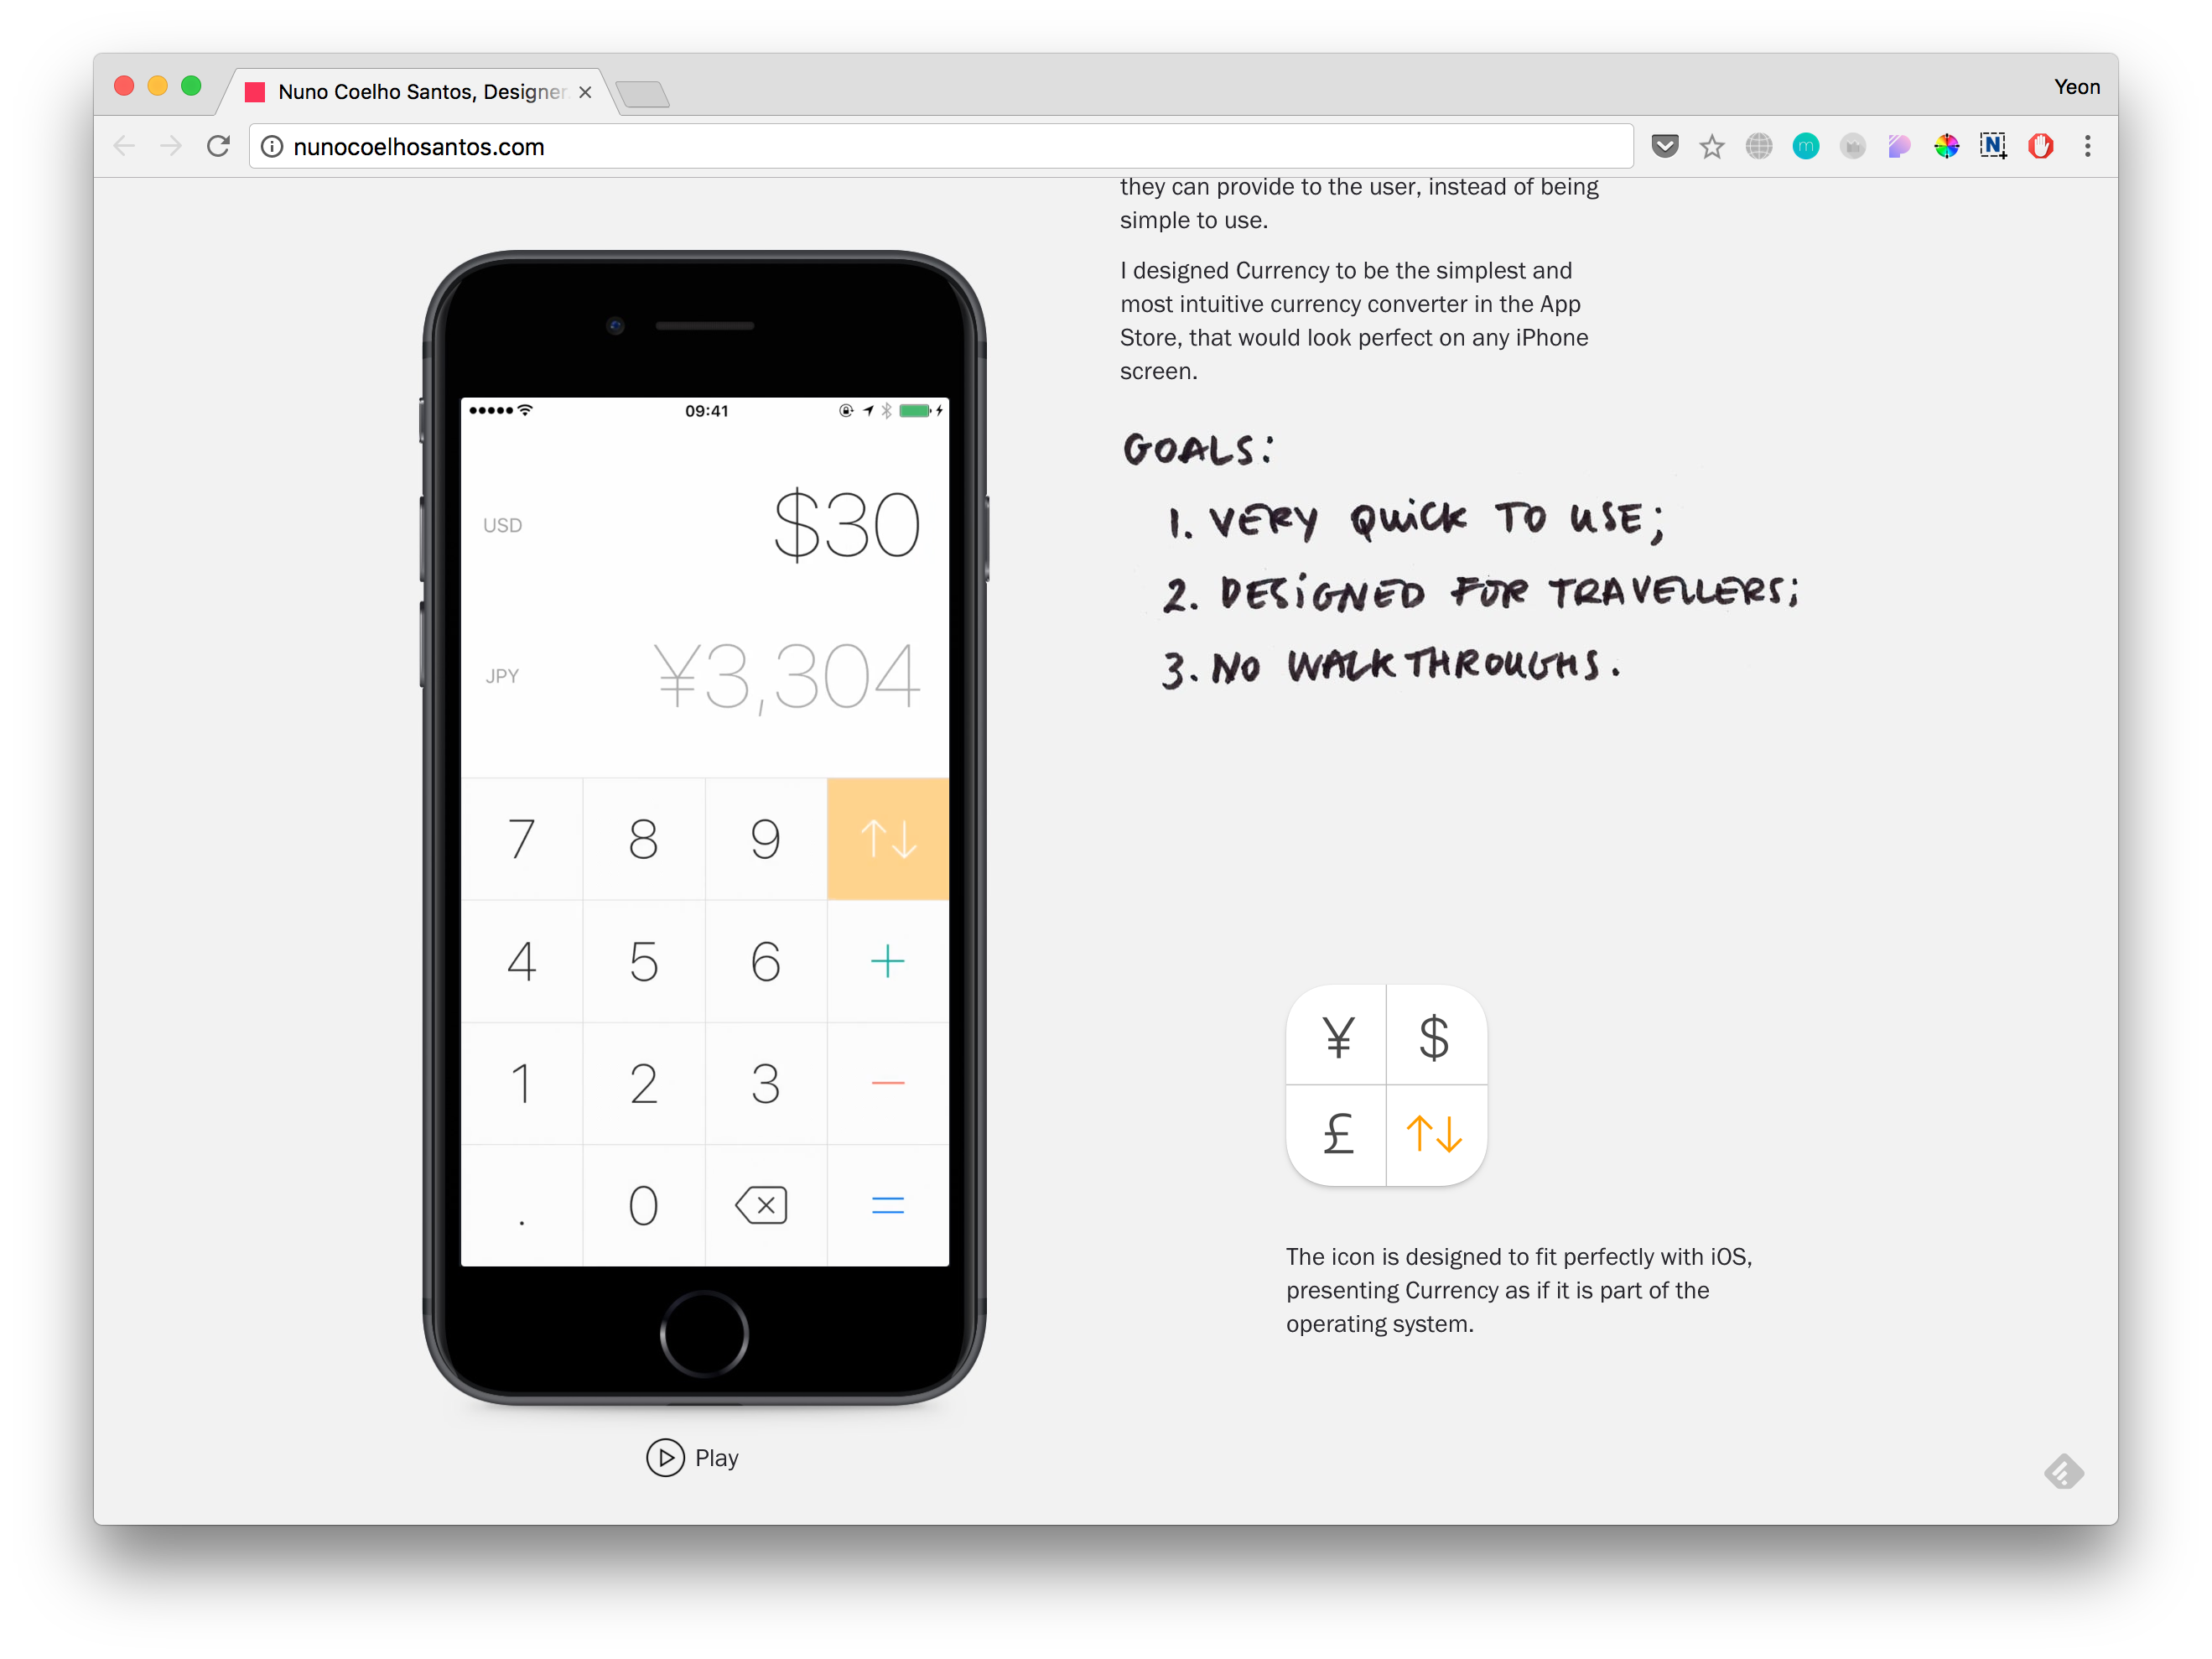 Nuno Coelho Santos, Designer
Yeon
nunocoelhosantos.com
they can provide to the user, instead of being
simple to use.
I designed Currency to be the simplest and
most intuitive currency converter in the App
Store, that would look perfect on any iPhone
screen.
GOALS:
1. VERY QUICK TO USE;
2. DESIGNED FOR TRAVELLERS;
3. NO WALKTHROUGHS.
09:41
USD $30
JPY ¥3,304
7 8 9 ↑↓
4 5 6 +
1 2 3 −
. 0 =
¥ $
£ ↑↓
The icon is designed to fit perfectly with iOS,
presenting Currency as if it is part of the
operating system.
Play